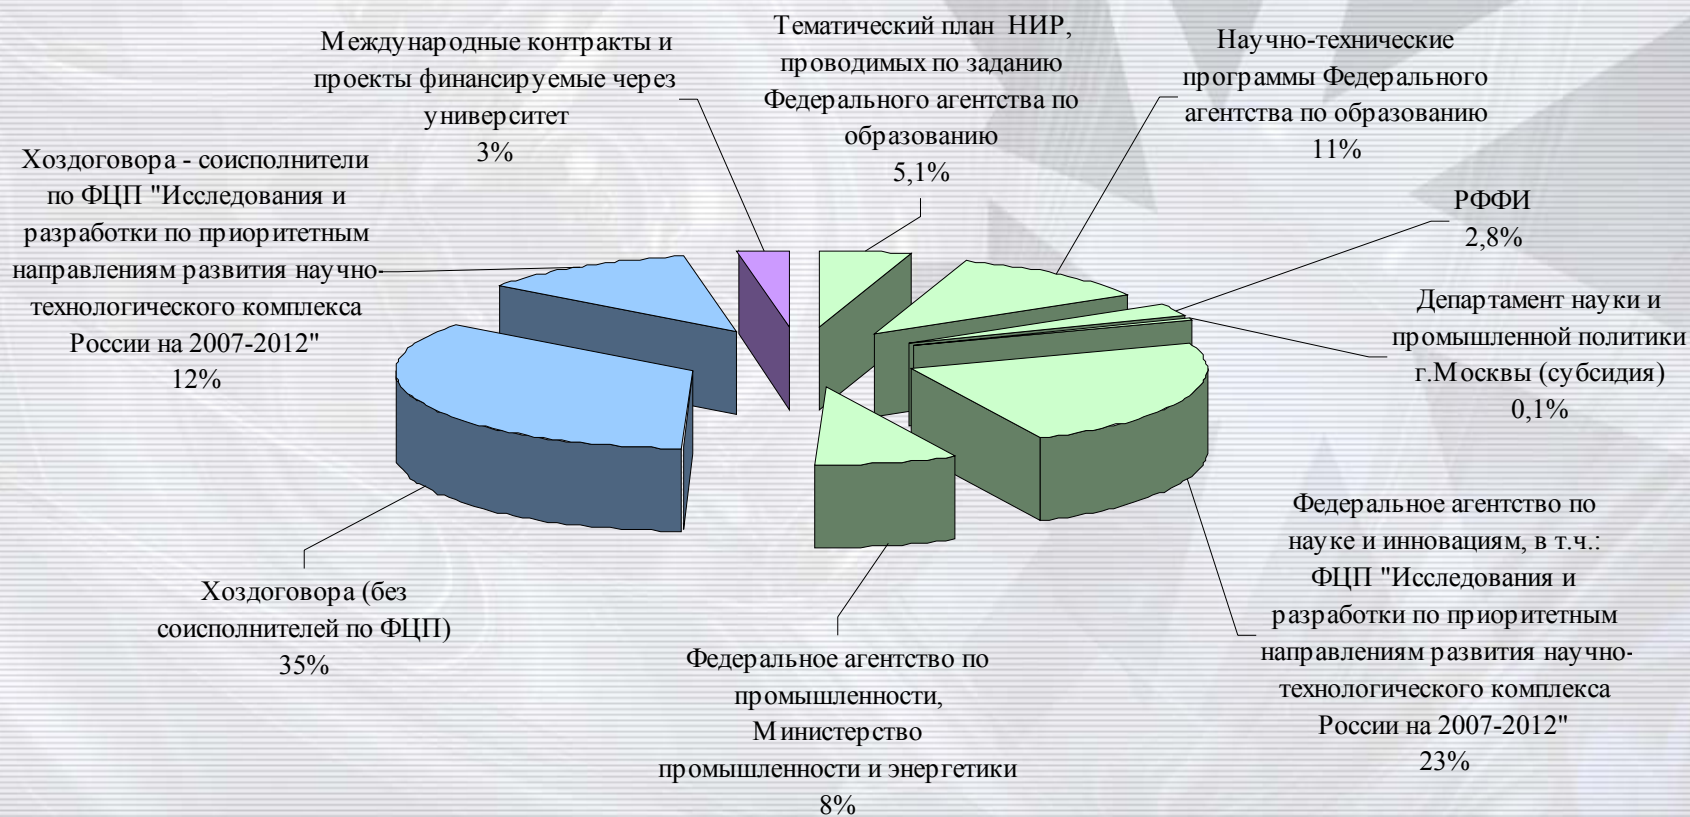 Международные контракты и
проекты финансируемые через
университет
3%
Тематический план НИР,
проводимых по заданию
Федерального агентства по
образованию
5,1%
Научно-технические
программы Федерального
агентства по образованию
11%
РФФИ
2,8%
Департамент науки и
промышленной политики
г.Москвы (субсидия)
0,1%
Хоздоговора - соисполнители
по ФЦП "Исследования и
разработки по приоритетным
направлениям развития научно-
технологического комплекса
России на 2007-2012"
12%
Хоздоговора (без
соисполнителей по ФЦП)
35%
Федеральное агентство по
промышленности,
Министерство
промышленности и энергетики
8%
Федеральное агентство по
науке и инновациям, в т.ч.:
ФЦП "Исследования и
разработки по приоритетным
направлениям развития научно-
технологического комплекса
России на 2007-2012"
23%